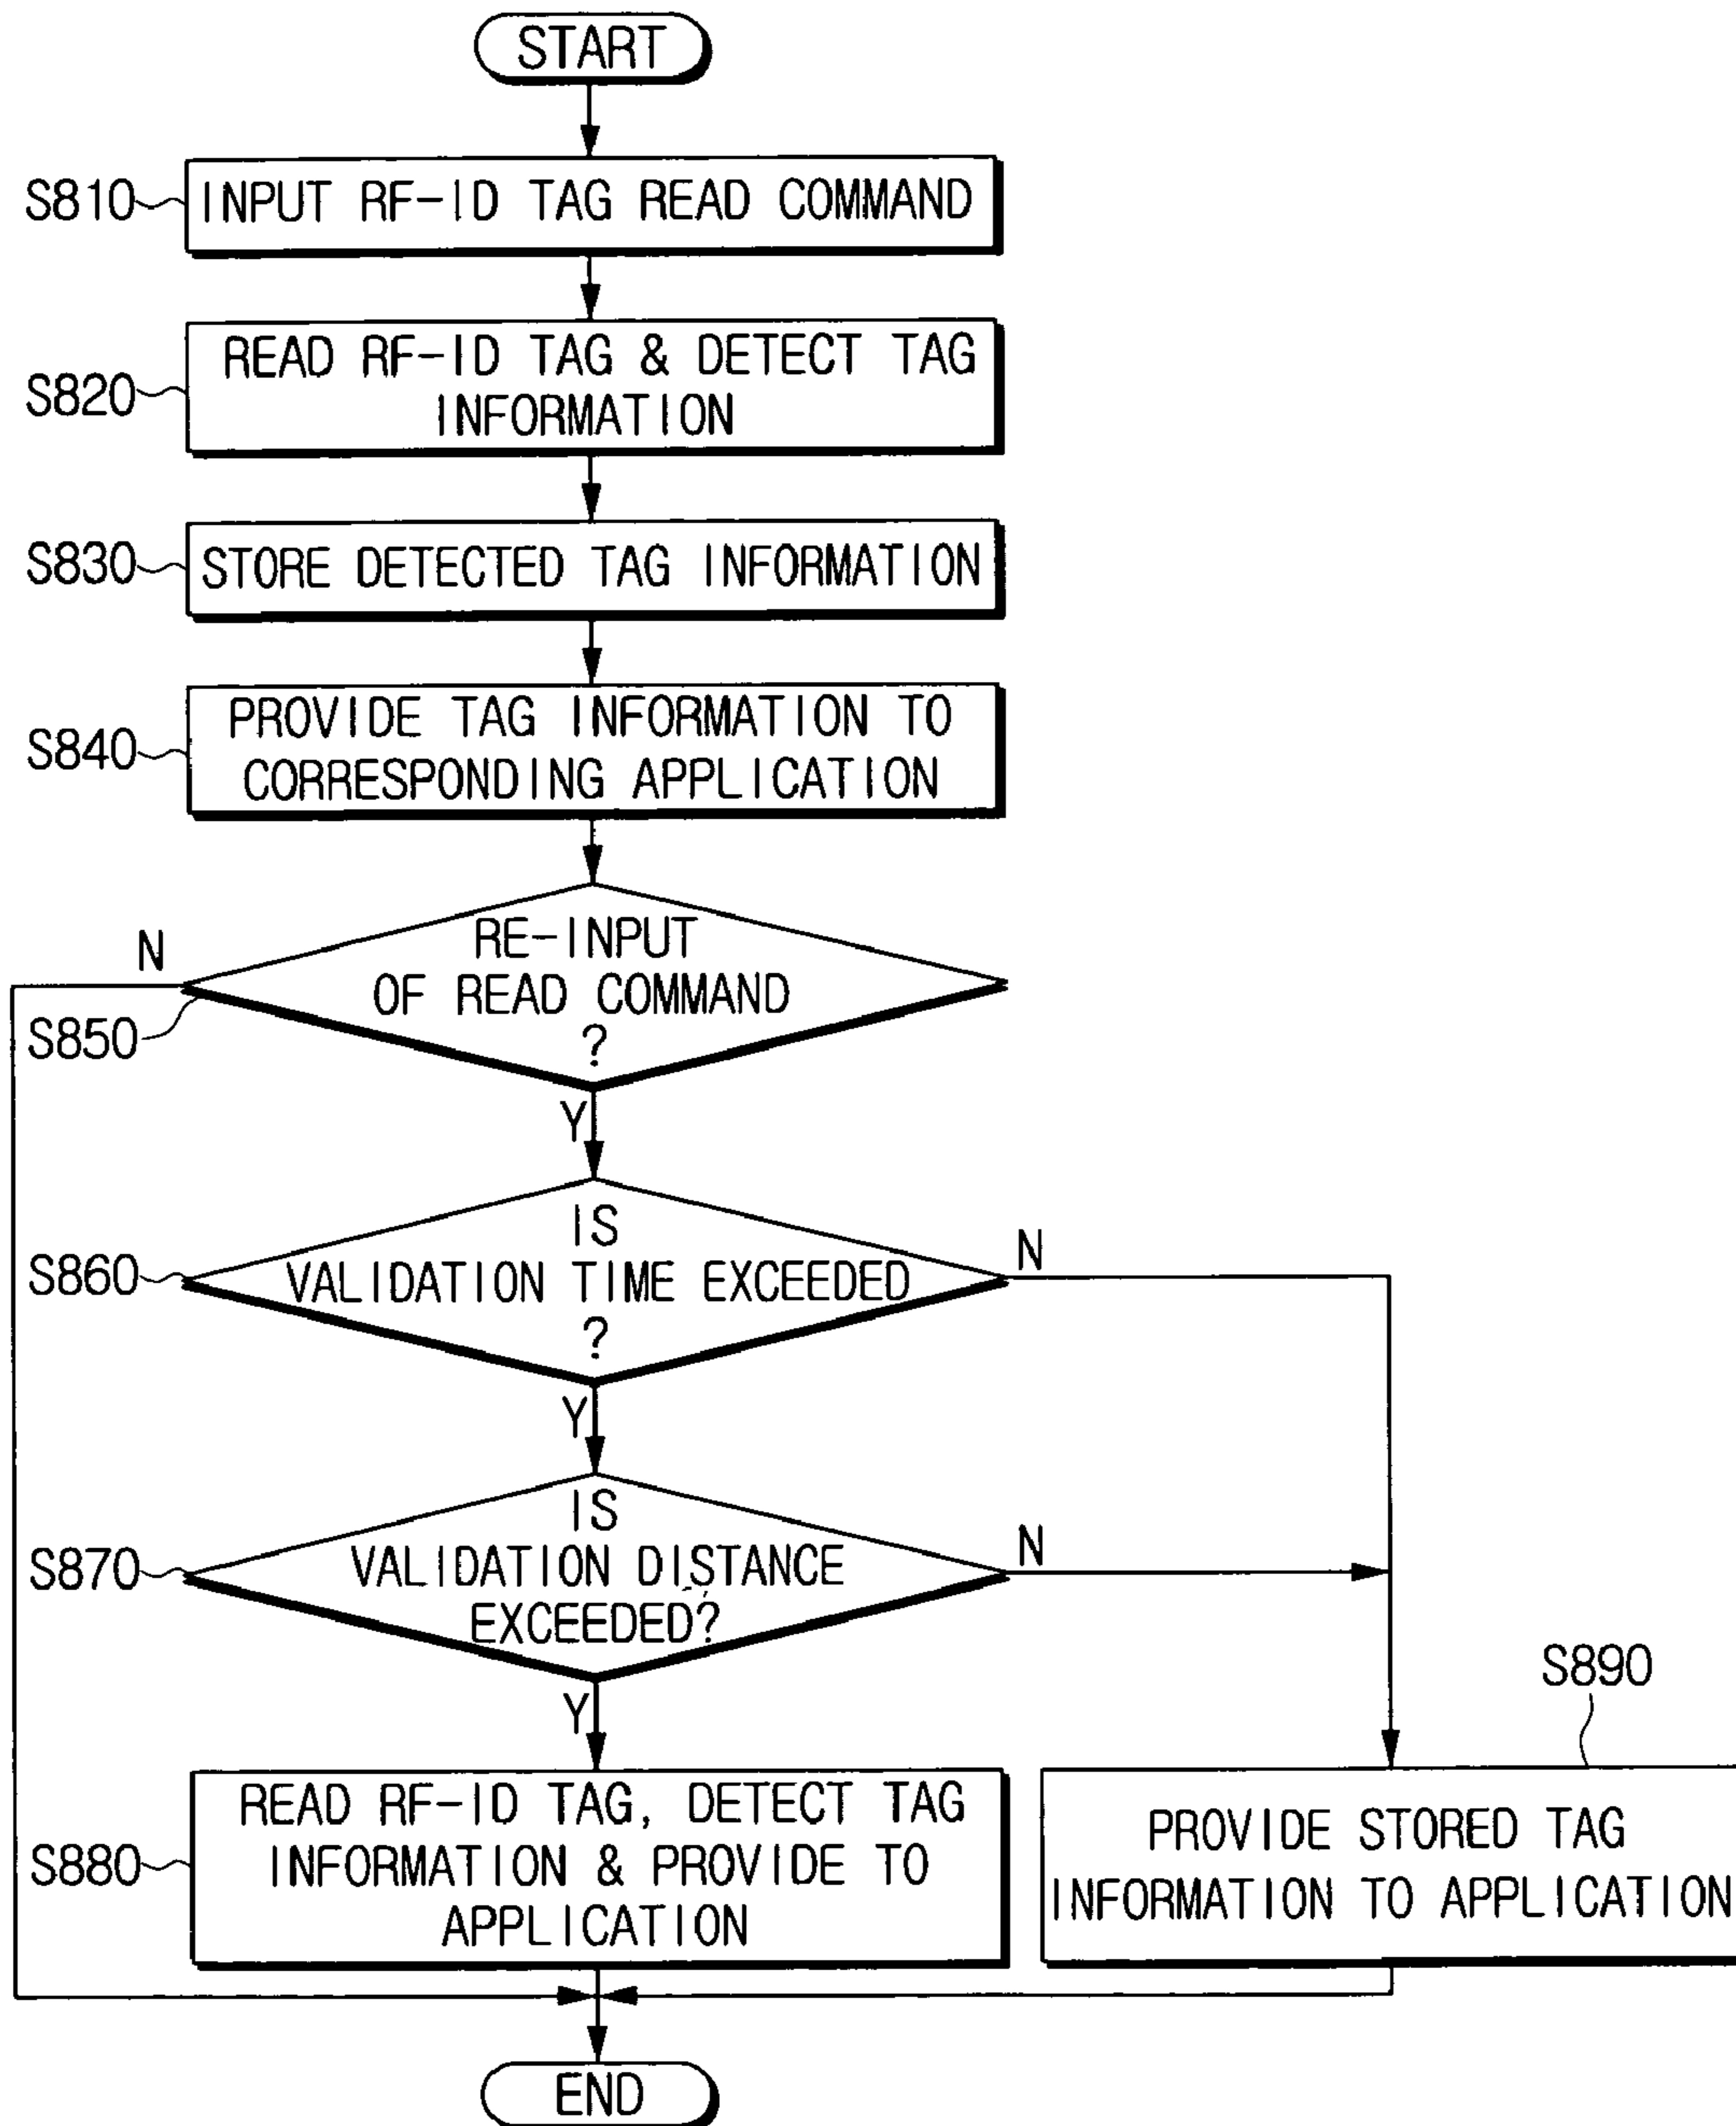 START
S810
INPUT RF-ID TAG READ COMMAND
S820
READ RF-ID TAG & DETECT TAG
INFORMATION
S830
STORE DETECTED TAG INFORMATION
S840
PROVIDE TAG INFORMATION TO
CORRESPONDING APPLICATION
N
S850
RE-INPUT
OF READ COMMAND
?
Y
S860
IS
VALIDATION TIME EXCEEDED
?
N
Y
S870
IS
VALIDATION DISTANCE
EXCEEDED?
N
Y
S880
READ RF-ID TAG, DETECT TAG
INFORMATION & PROVIDE TO
APPLICATION
S890
PROVIDE STORED TAG
INFORMATION TO APPLICATION
END